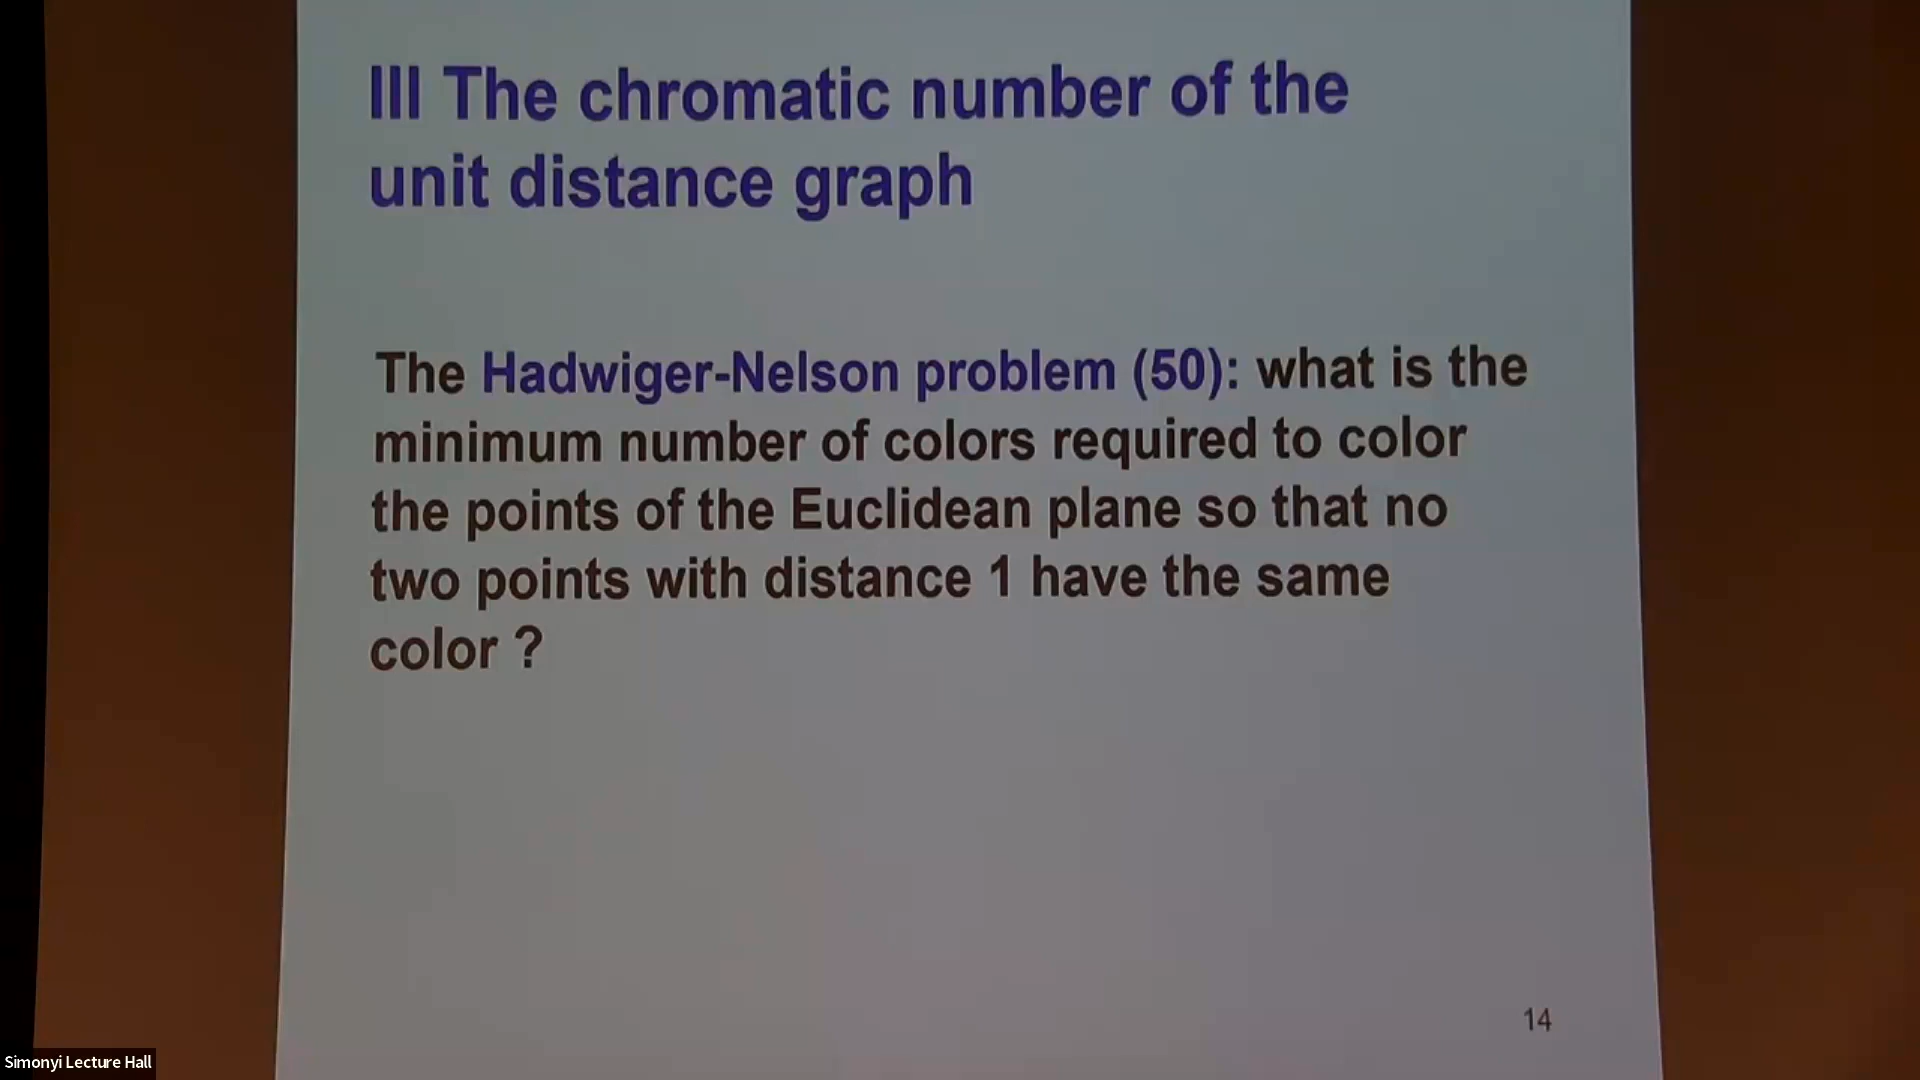 III The chromatic number of the
unit distance graph
The Hadwiger-Nelson problem (50): what is the
minimum number of colors required to color
the points of the Euclidean plane so that no
two points with distance 1 have the same
color ?
14
Simonyi Lecture Hall